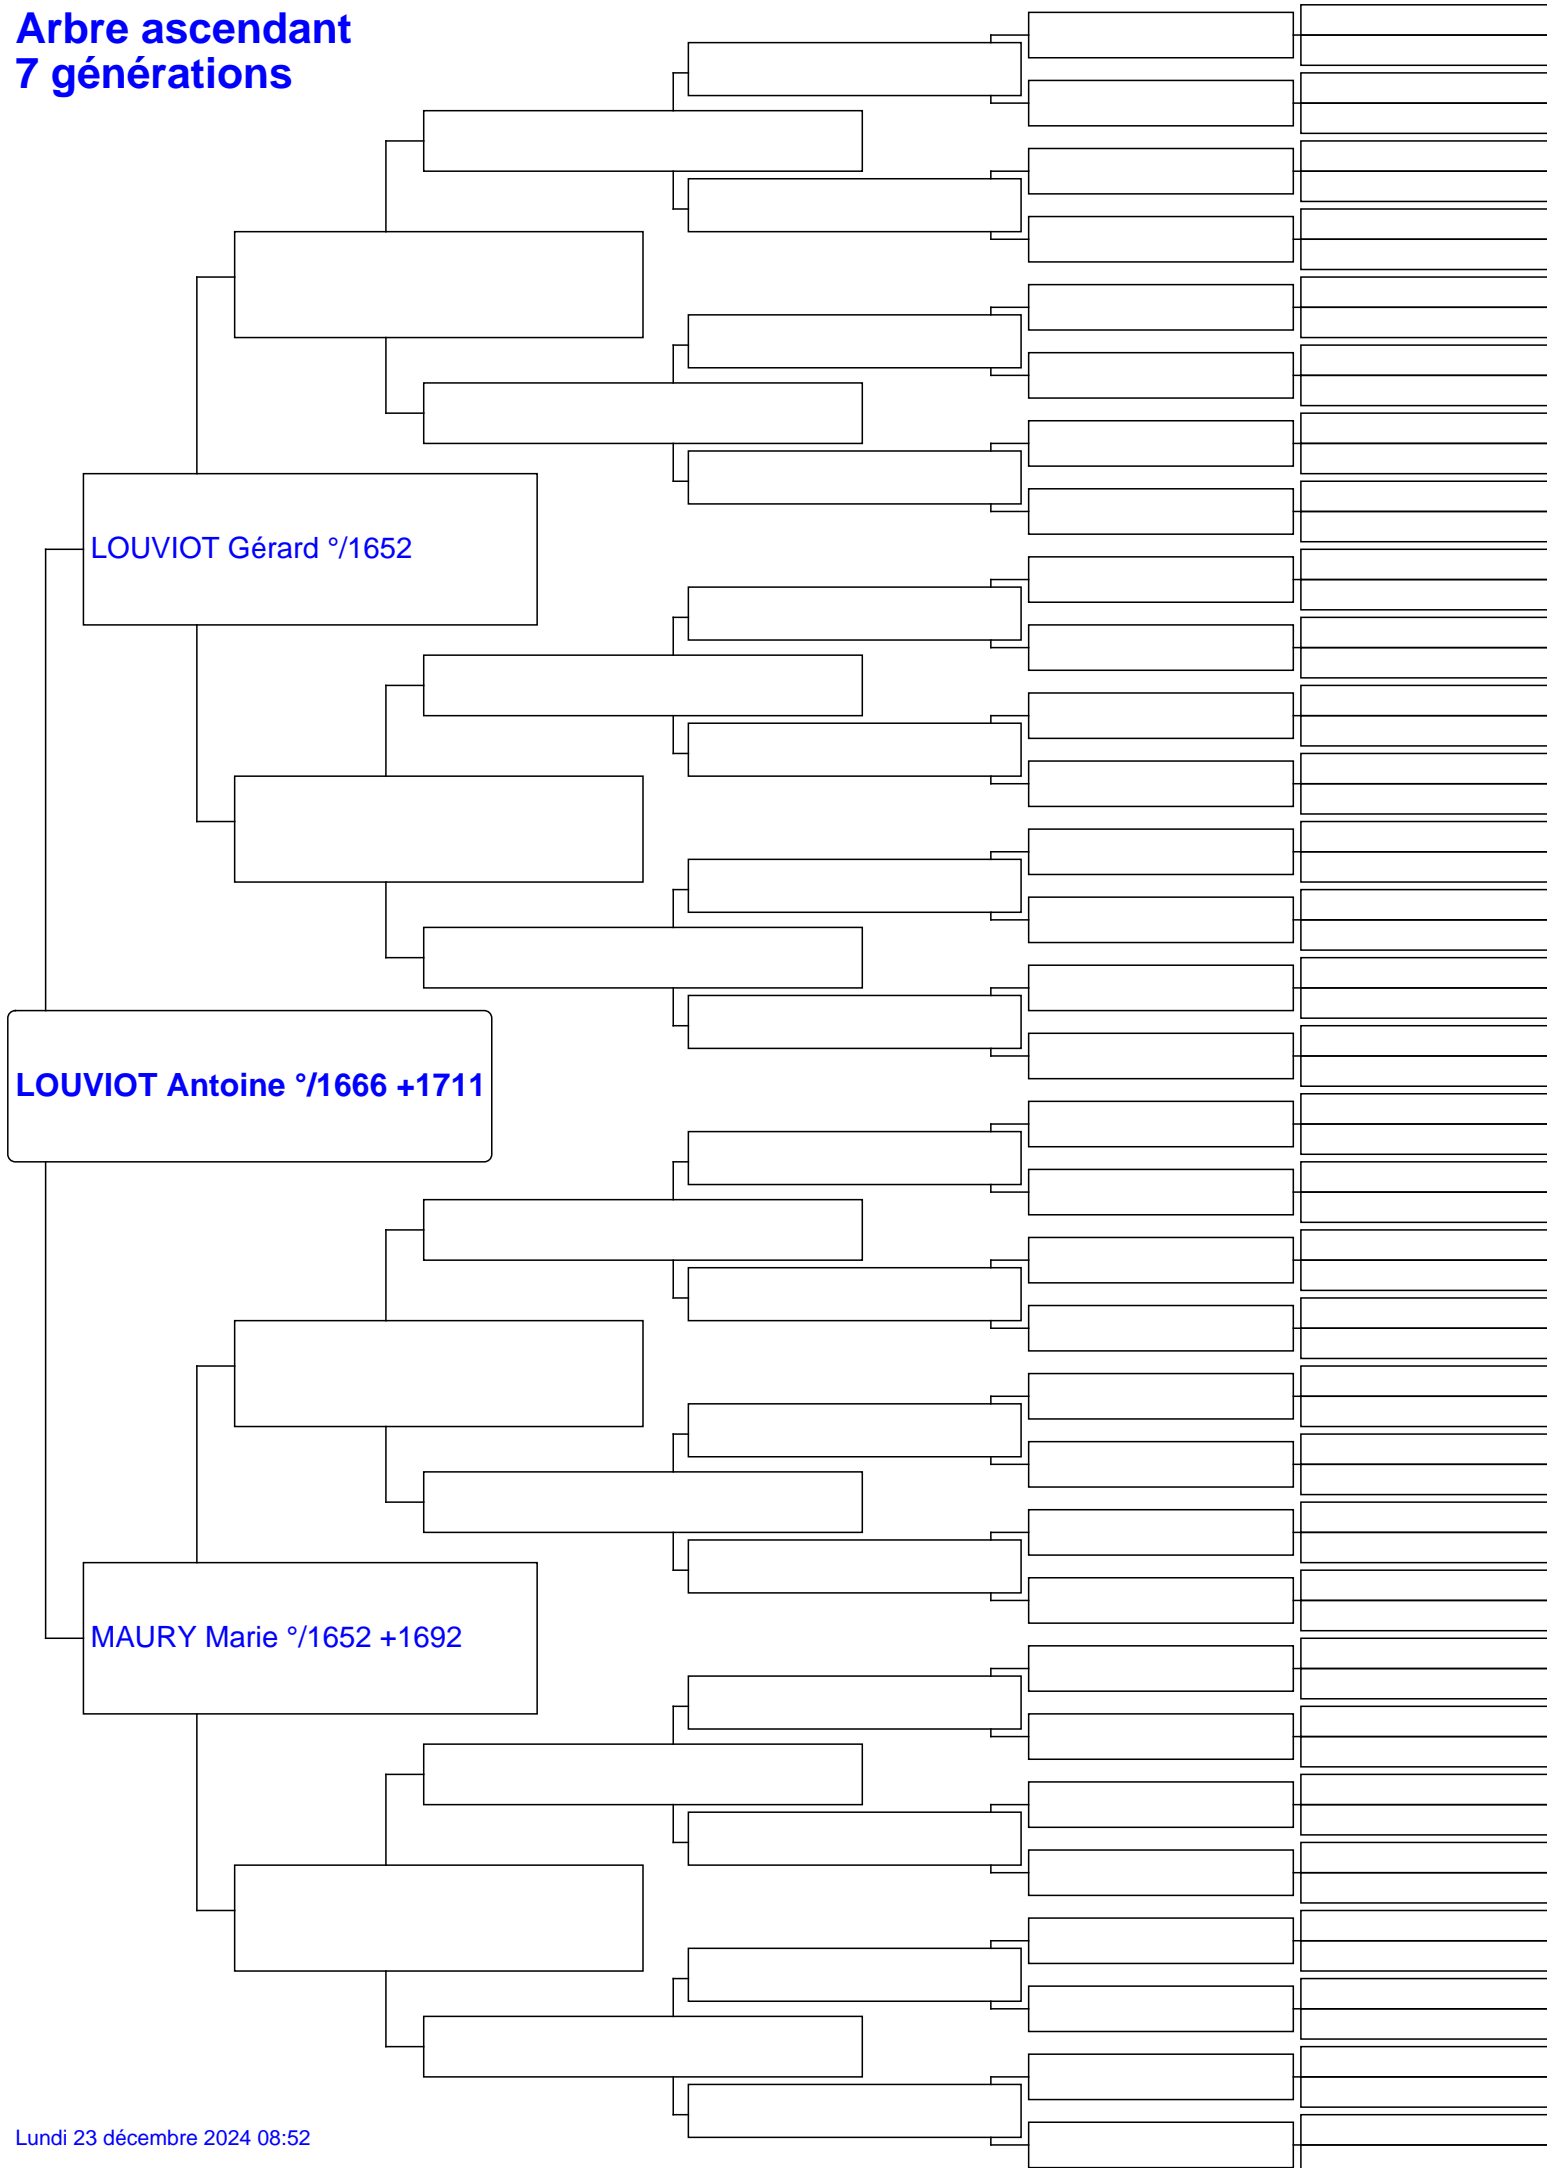 Arbre ascendant
7 générations
LOUVIOT Gérard °/1652
LOUVIOT Antoine °/1666 +1711
MAURY Marie °/1652 +1692
Lundi 23 décembre 2024 08:52